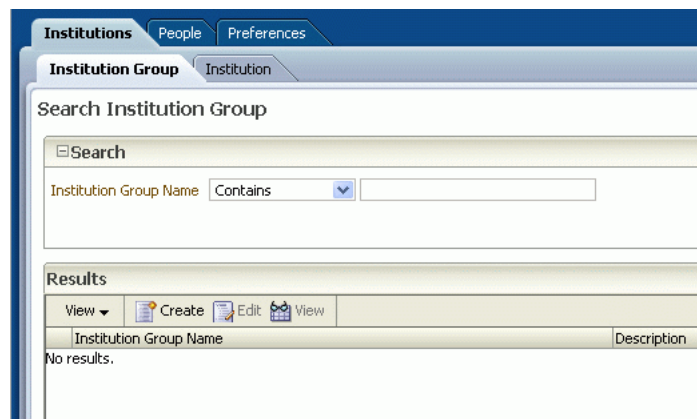 Institutions People Preferences
Institution Group Institution
Search Institution Group
Search
Institution Group Name Contains
Results
View Create Edit View
Institution Group Name Description
No results.